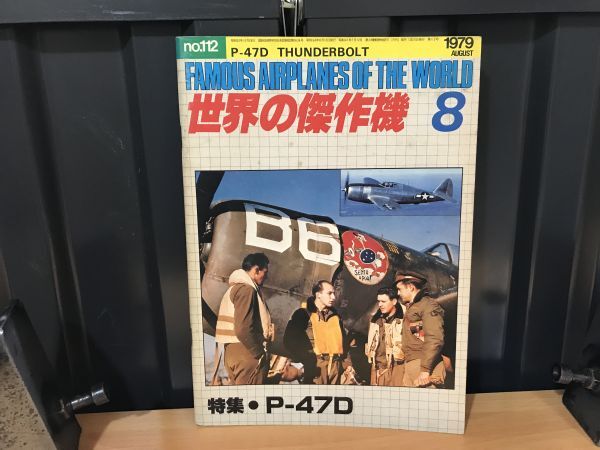 no.112
P-47D THUNDERBOLT
1979
AUGUST
FAMOUS AIRPLANES OF THE WORLD
世界の傑作機 8
B6
特集・P-47D